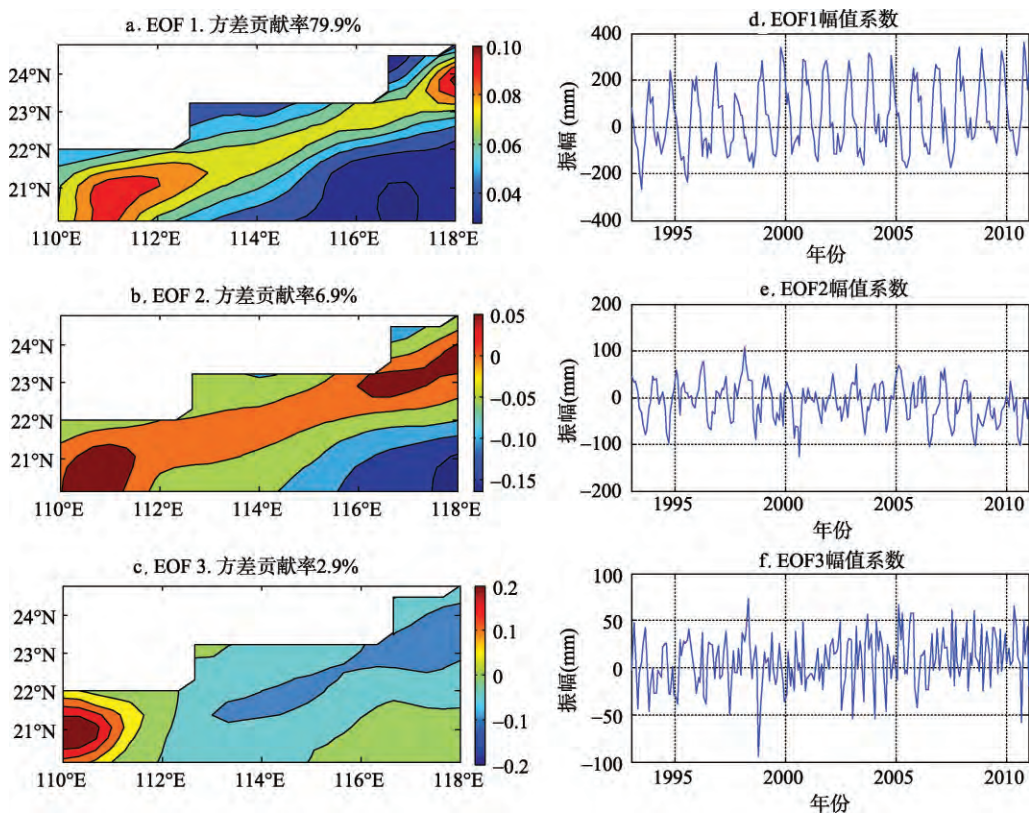 a. EOF 1. 方差贡献率79.9%
24°N
23°N
22°N
21°N
110°E 112°E 114°E 116°E 118°E
0.10
0.08
0.06
0.04
d. EOF1幅值系数
振幅 (mm)
400
200
0
−200
−400
1995 2000 2005 2010
年份
b. EOF 2. 方差贡献率6.9%
24°N
23°N
22°N
21°N
110°E 112°E 114°E 116°E 118°E
0.05
0
−0.05
−0.10
−0.15
e. EOF2幅值系数
振幅(mm)
200
100
0
−100
−200
1995 2000 2005 2010
年份
c. EOF 3. 方差贡献率2.9%
24°N
23°N
22°N
21°N
110°E 112°E 114°E 116°E 118°E
0.2
0.1
0
−0.1
−0.2
f. EOF3幅值系数
振幅(mm)
100
50
0
−50
−100
1995 2000 2005 2010
年份